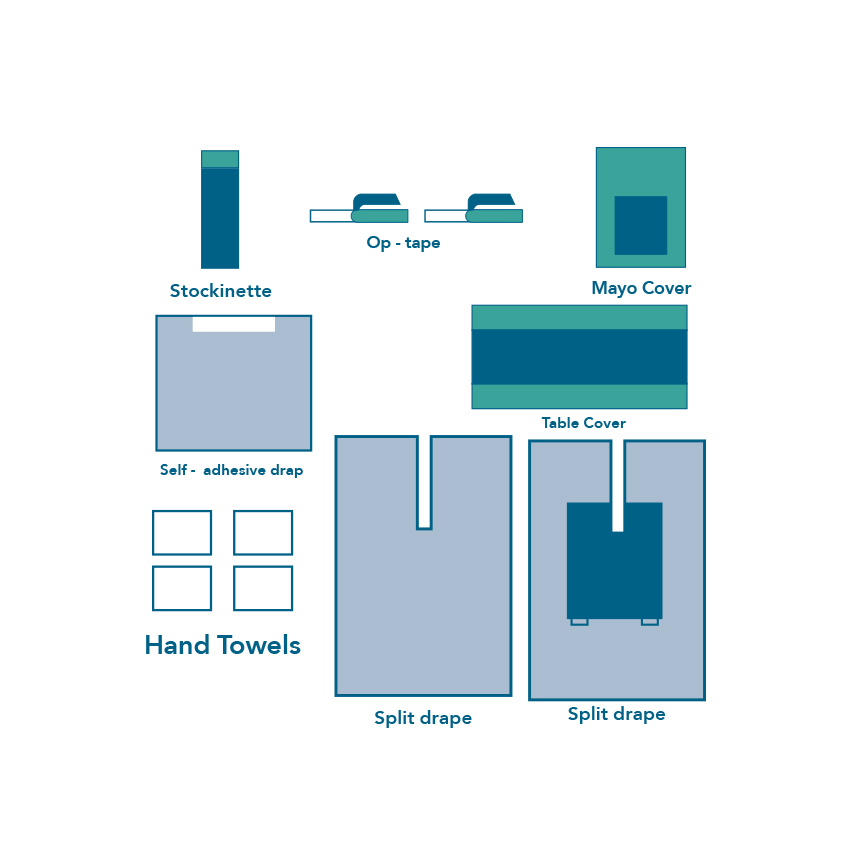 Stockinette
Op - tape
Mayo Cover
Table Cover
Self -  adhesive drap
Hand Towels
Split drape
Split drape